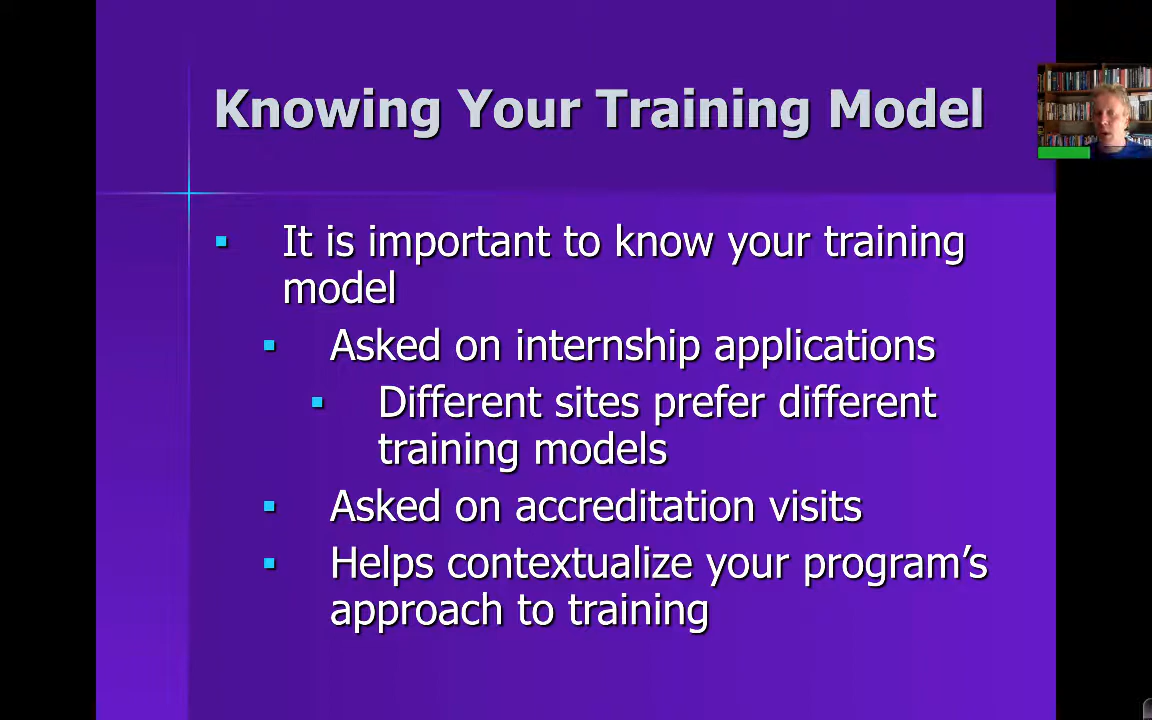 Knowing Your Training Model
It is important to know your training
model
Asked on internship applications
Different sites prefer different
training models
Asked on accreditation visits
Helps contextualize your program’s
approach to training